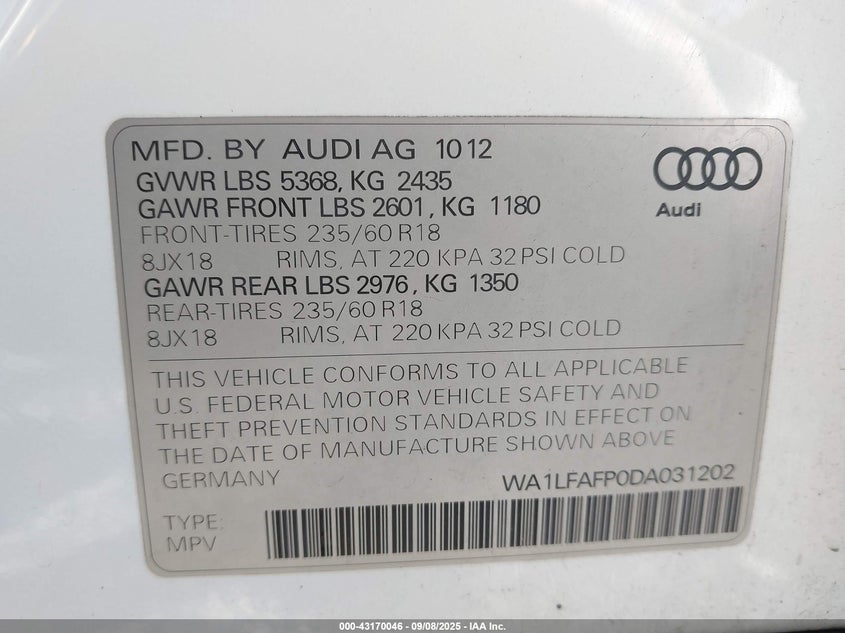 MFD. BY AUDI AG 1012
GVWR LBS 5368, KG 2435
GAWR FRONT LBS 2601, KG 1180
FRONT-TIRES 235/60 R18
8JX18 RIMS, AT 220 KPA 32 PSI COLD
GAWR REAR LBS 2976, KG 1350
REAR-TIRES 235/60 R18
8JX18 RIMS, AT 220 KPA 32 PSI COLD
Audi
THIS VEHICLE CONFORMS TO ALL APPLICABLE
U.S. FEDERAL MOTOR VEHICLE SAFETY AND
THEFT PREVENTION STANDARDS IN EFFECT ON
THE DATE OF MANUFACTURE SHOWN ABOVE
GERMANY WA1LFAFP0DA031202
TYPE:
MPV
000-43170046 - 09/08/2025 - IAA Inc.